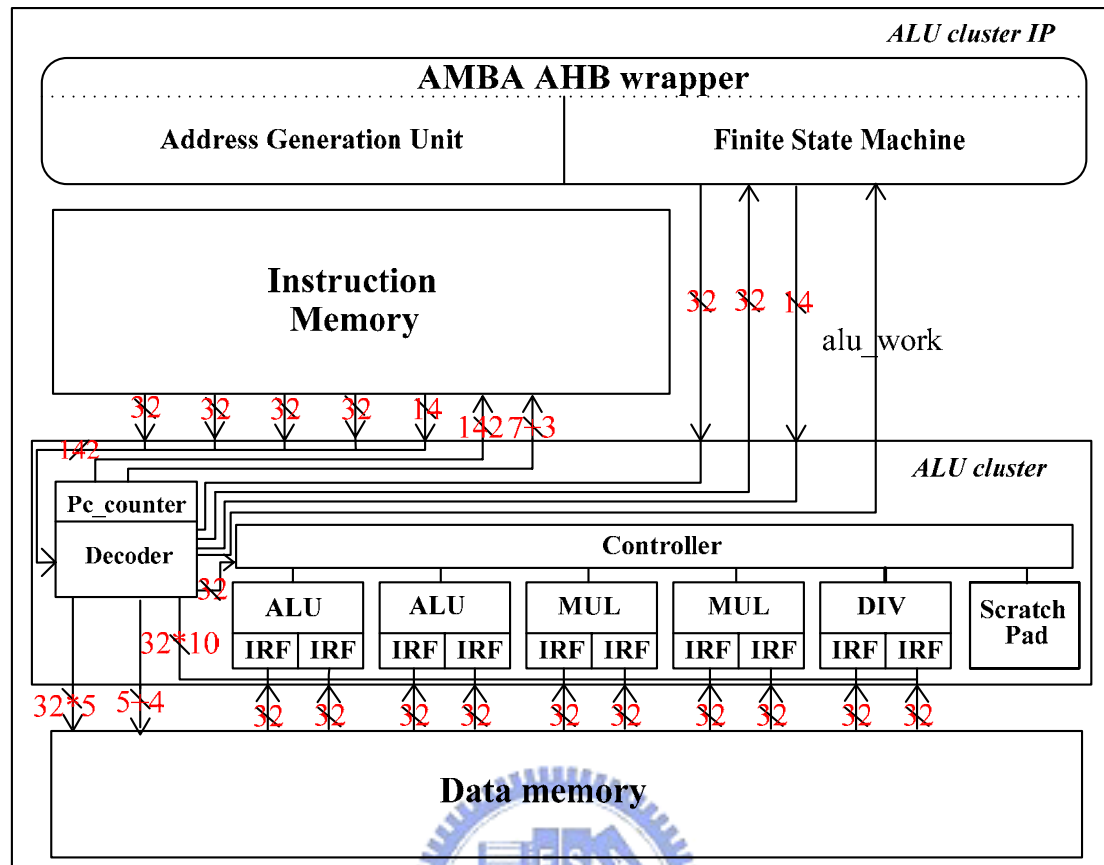 ALU cluster IP
AMBA AHB wrapper
Address Generation Unit
Finite State Machine
Instruction
Memory
32
32
14
alu_work
32
32
32
32
14
142
7+3
142
ALU cluster
Pc_counter
Decoder
Controller
32
ALU
ALU
MUL
MUL
DIV
Scratch
Pad
IRF
IRF
IRF
IRF
IRF
IRF
IRF
IRF
IRF
IRF
32*10
32*5
5+4
32
32
32
32
32
32
32
32
32
32
Data memory